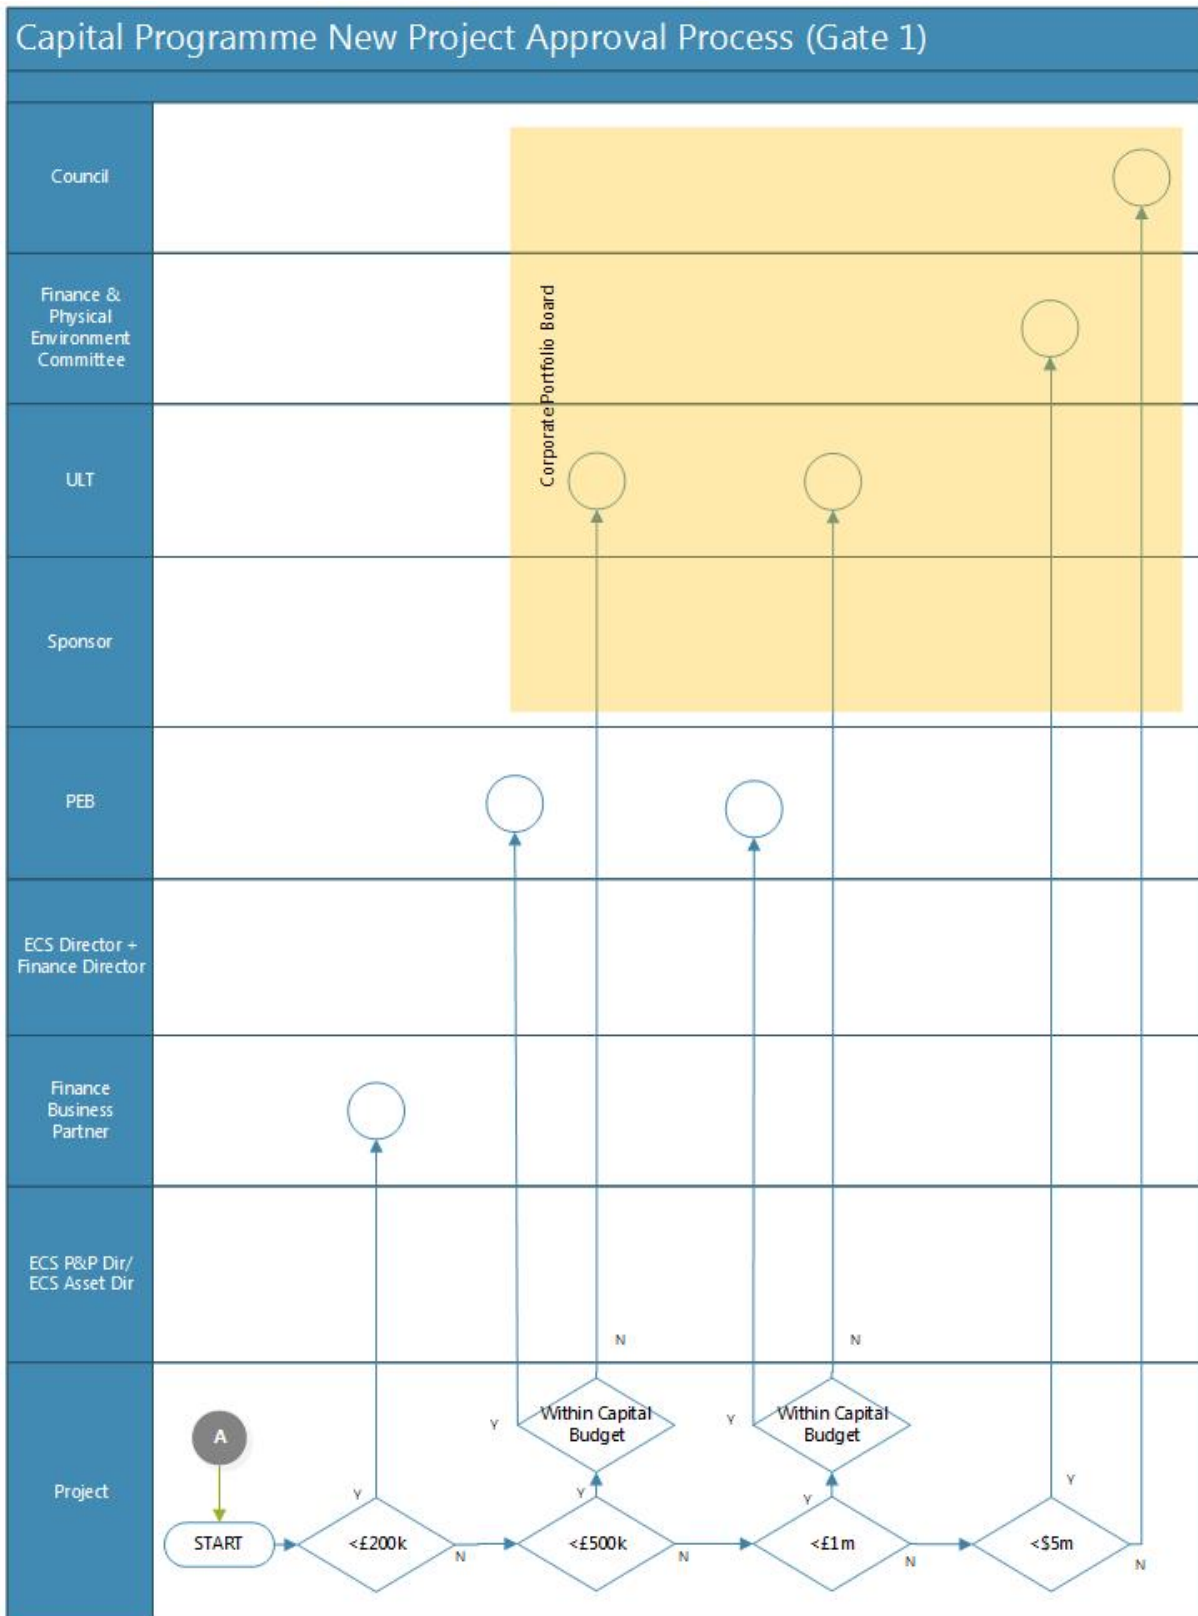 Capital Programme New Project Approval Process (Gate 1)
Council
Finance &
Physical
Environment
Committee
Corporate Portfolio Board
ULT
Sponsor
PEB
ECS Director +
Finance Director
Finance
Business
Partner
ECS P&P Dir/
ECS Asset Dir
N
N
Project
A
Y
Within Capital
Budget
Y
Within Capital
Budget
Y
Y
Y
Y
START
<£200k
N
<£500k
N
<£1m
N
<$5m
N